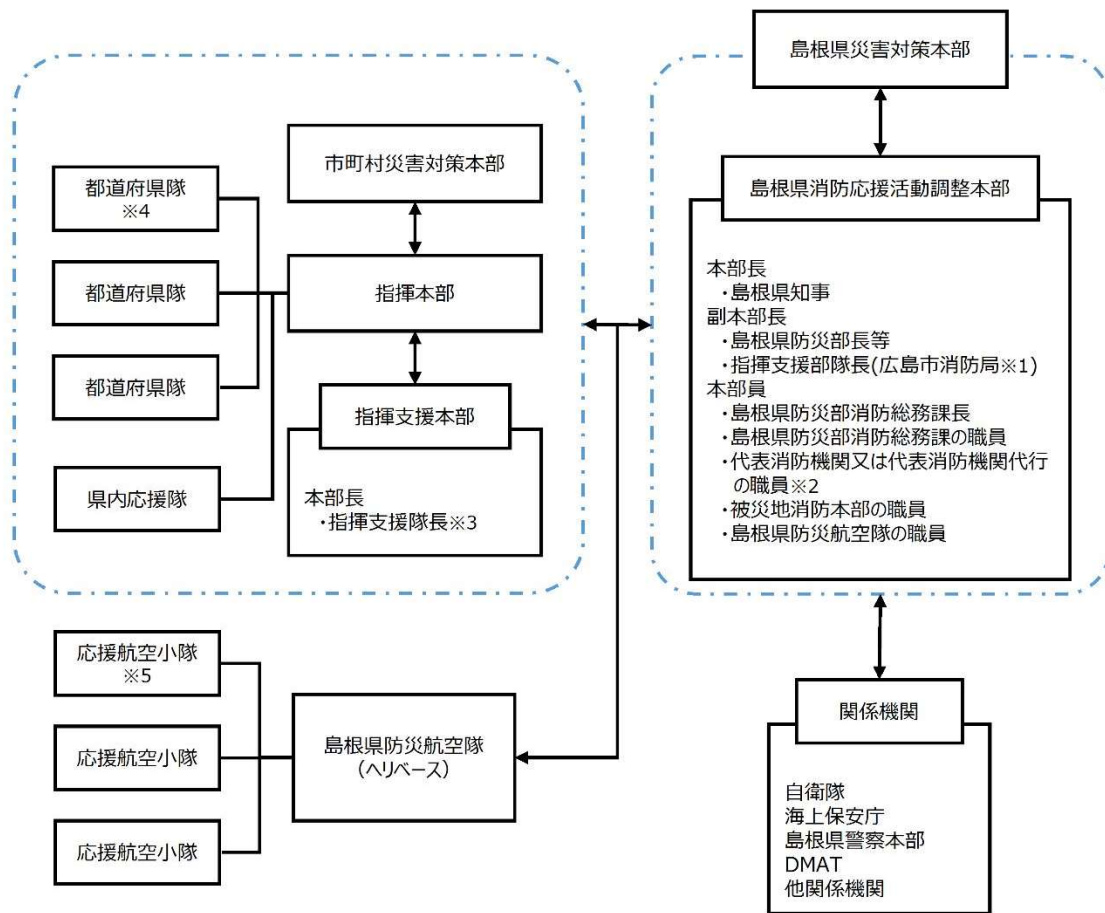 島根県災害対策本部
島根県消防応援活動調整本部
本部長
・島根県知事
副本部長
・島根県防災部長等
・指揮支援部隊長(広島市消防局※1)
本部員
・島根県防災部消防総務課長
・島根県防災部消防総務課の職員
・代表消防機関又は代表消防機関代行
の職員※2
・被災地消防本部の職員
・島根県防災航空隊の職員
市町村災害対策本部
指揮本部
指揮支援本部
本部長
・指揮支援隊長※3
都道府県隊
※4
都道府県隊
都道府県隊
県内応援隊
応援航空小隊
※5
応援航空小隊
応援航空小隊
島根県防災航空隊
（ヘリベース）
関係機関
自衛隊
海上保安庁
島根県警察本部
DMAT
他関係機関